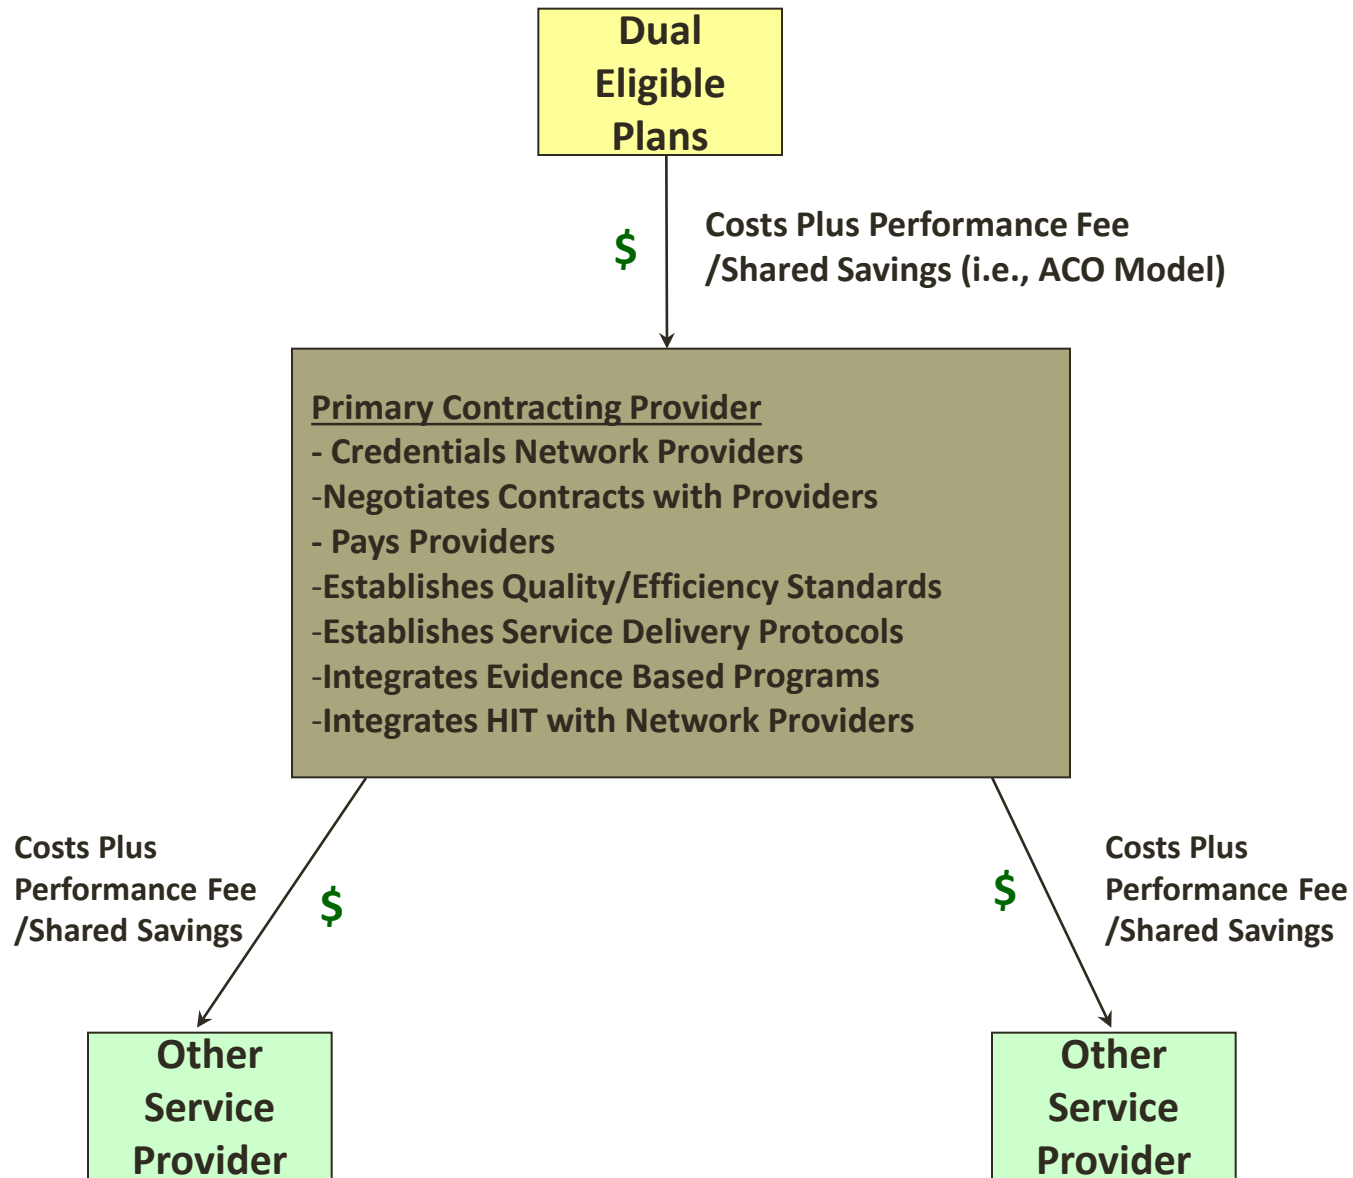 Dual
Eligible
Plans
$
Costs Plus Performance Fee
/Shared Savings (i.e., ACO Model)
Primary Contracting Provider
- Credentials Network Providers
-Negotiates Contracts with Providers
- Pays Providers
-Establishes Quality/Efficiency Standards
-Establishes Service Delivery Protocols
-Integrates Evidence Based Programs
-Integrates HIT with Network Providers
Costs Plus
Performance Fee
/Shared Savings
$
$
Costs Plus
Performance Fee
/Shared Savings
Other
Service
Provider
Other
Service
Provider